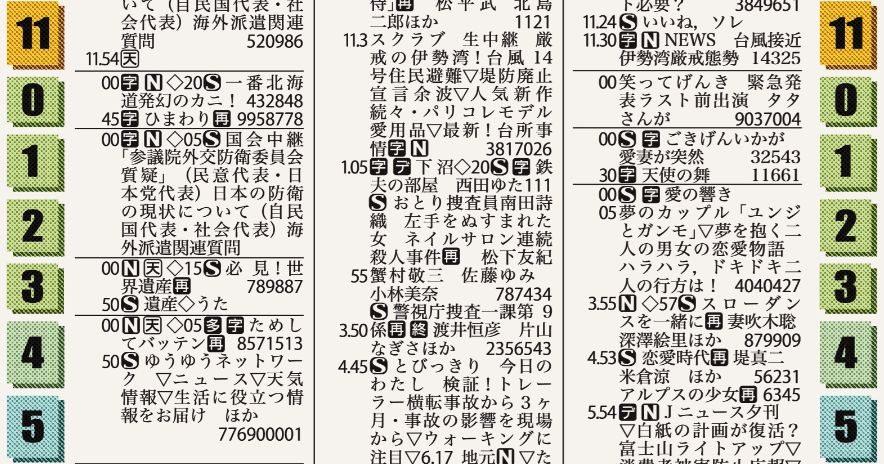 11
0
1
2
3
4
5
いて（自民国代表・社
会代表）海外派遣関連
質問 520986
11.54天
00字N◇20S一番北海
道発幻のカニ！432848
45字ひまわり再9958778
00字N◇05S国会中継
「参議院外交防衛委員会
質疑」（民意代表・日
本党代表）日本の防衛
の現状について（自民
国代表・社会代表）海
外派遣関連質問
00N天◇15S必見！世
界遺産再 789887
50S遺産◇うた
00N天◇05多字ためし
てバッテン再 8571513
50Sゆうゆうネットワー
ク ▽ニュース▽天気
情報▽生活に役立つ情
報をお届け ほか
776900001
待」再 松平武 北島
二郎ほか 1121
11.3スクラブ 生中継 厳
戒の伊勢湾！台風14
号住民避難▽堤防廃止
宣言余波▽人気新作
続々・パリコレモデル
愛用品▽最新！台所事
情字N 3817026
1.05字デ下沼◇20S字鉄
夫の部屋 西田ゆた111
Sおとり捜査員南田詩
織 左手をぬすまれた
女 ネイルサロン連続
殺人事件再 松下友紀
55蟹村敬三 佐藤ゆみ
小林美奈 787434
S警視庁捜査一課第9
3.50係再終渡井恒彦 片山
なぎさほか 2356543
4.45Sとびっきり 今日の
わたし 検証！トレー
ラー横転事故から3ヶ
月・事故の影響を現場
から▽ウォーキングに
注目▽6.17 地元N▽た
ト必要？ 3849651
11.24Sいいね，ソレ
11.30字N NEWS 台風接近
伊勢湾厳戒態勢 14325
00笑ってげんき 緊急発
表ラスト前出演 タタ
さんが 9037004
00S字ごきげんいかが
愛妻が突然 32543
30字天使の舞 11661
00S字愛の響き
05夢のカップル「ユンジ
とガンモ」▽夢を抱く二
人の男女の恋愛物語
ハラハラ，ドキドキ二
人の行方は！ 4040427
3.55N◇57Sスローダン
スを一緒に再妻吹木聡
深澤絵里ほか 879909
4.53S恋愛時代再堤真二
米倉涼 ほか 56231
アルプスの少女再6345
5.54デN Jニュース夕刊
▽白紙の計画が復活？
富士山ライトアップ▽
11
0
1
2
3
4
5